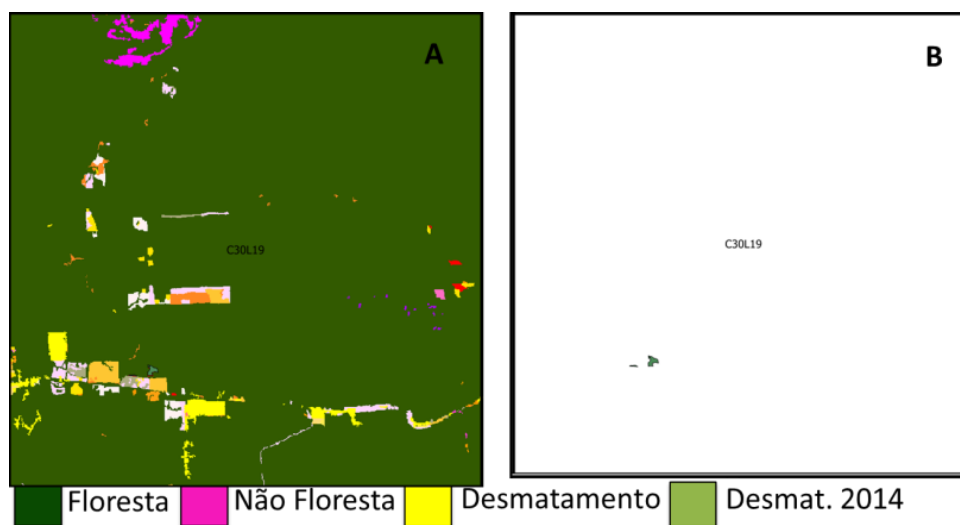 A
B
C30L19
C30L19
Floresta
Não Floresta
Desmatamento
Desmat. 2014